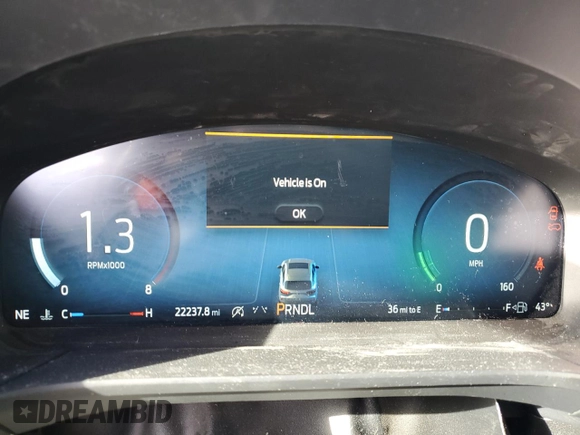 Vehicle is On
OK
1.3
RPMx1000
0 8
0
MPH
0 160
NE C H 22237.8 mi PRNDL 36 mi to E E F 43°
DREAMBID